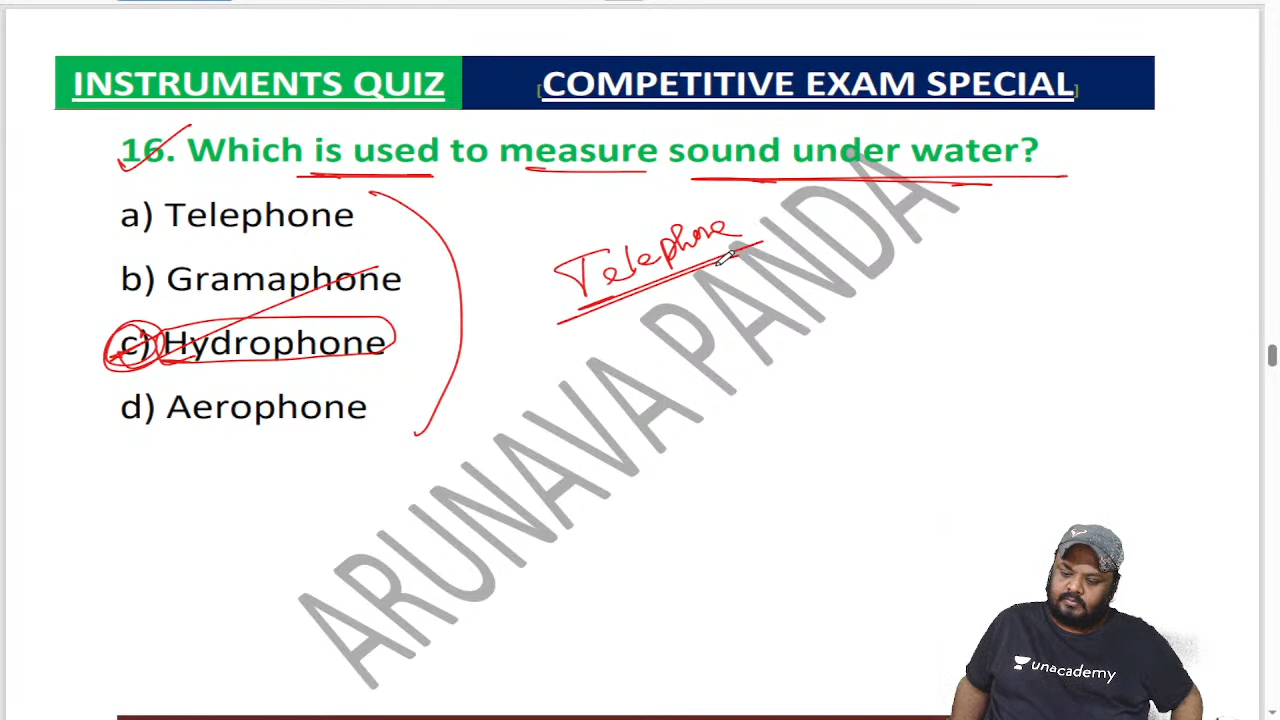 INSTRUMENTS QUIZ
[COMPETITIVE EXAM SPECIAL]
16. Which is used to measure sound under water?
a) Telephone
Telephone
b) Gramaphone
c) Hydrophone
d) Aerophone
ARUNAVA PANDA
unacademy